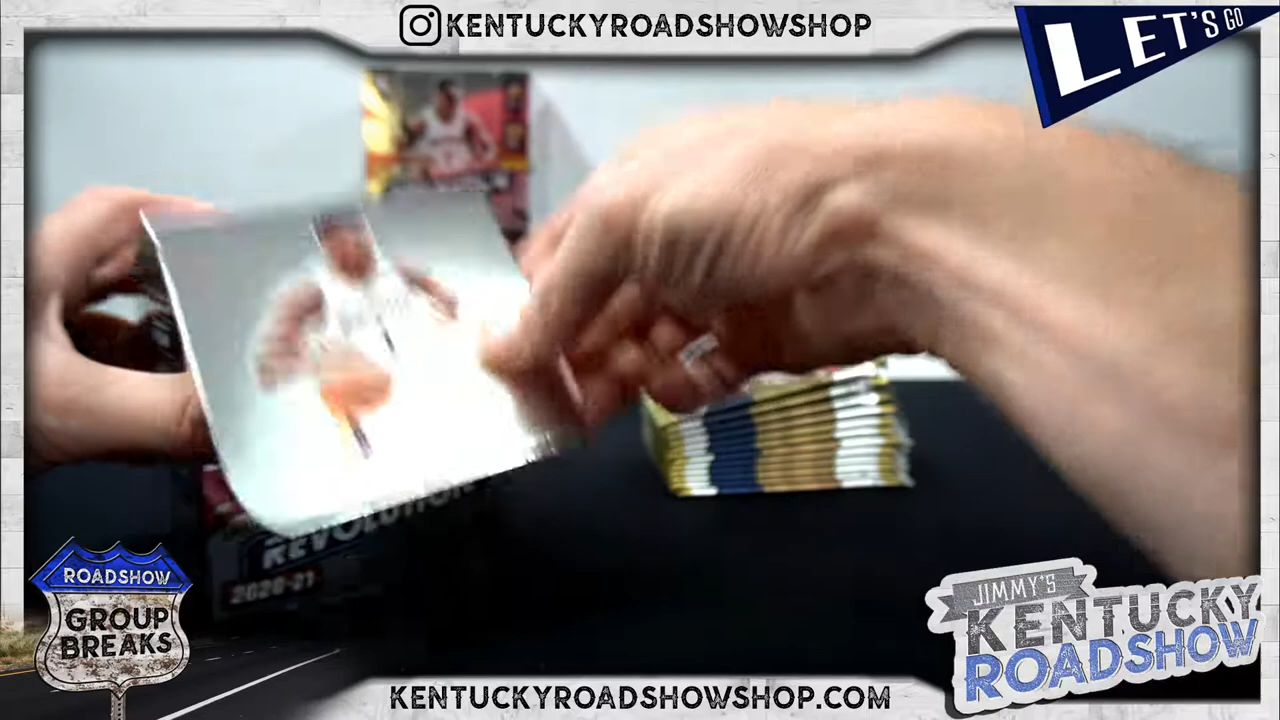 KENTUCKYROADSHOWSHOP
LET'S GO
REVOLUTION
2020-21
ROADSHOW
GROUP
BREAKS
JIMMY'S
KENTUCKY
ROADSHOW
KENTUCKYROADSHOWSHOP.COM